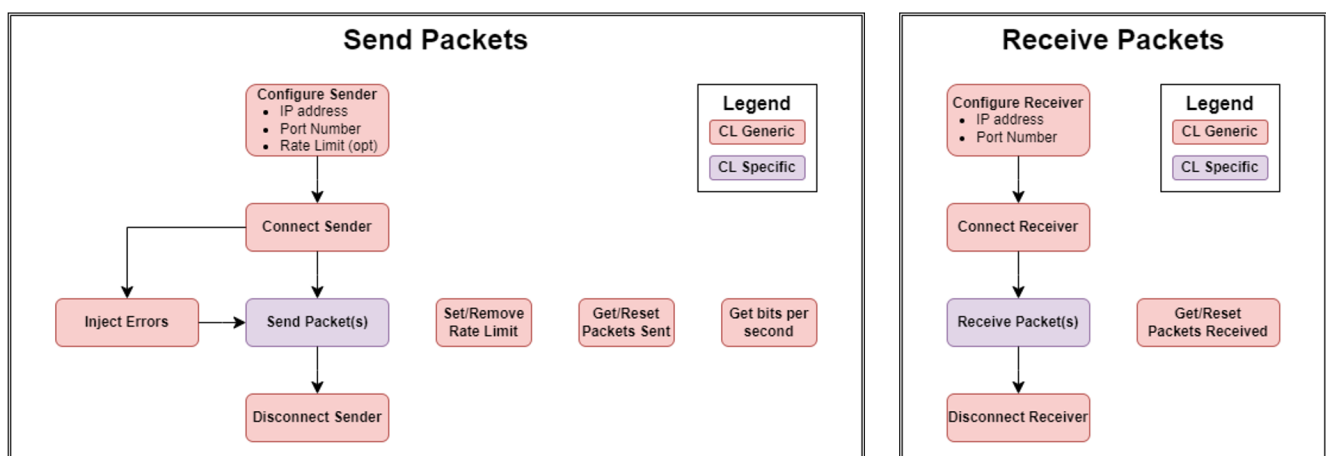 Send Packets
Configure Sender
• IP address
• Port Number
• Rate Limit (opt)
Legend
CL Generic
CL Specific
Connect Sender
Inject Errors
Send Packet(s)
Set/Remove
Rate Limit
Get/Reset
Packets Sent
Get bits per
second
Disconnect Sender
Receive Packets
Configure Receiver
• IP address
• Port Number
Legend
CL Generic
CL Specific
Connect Receiver
Receive Packet(s)
Get/Reset
Packets Received
Disconnect Receiver